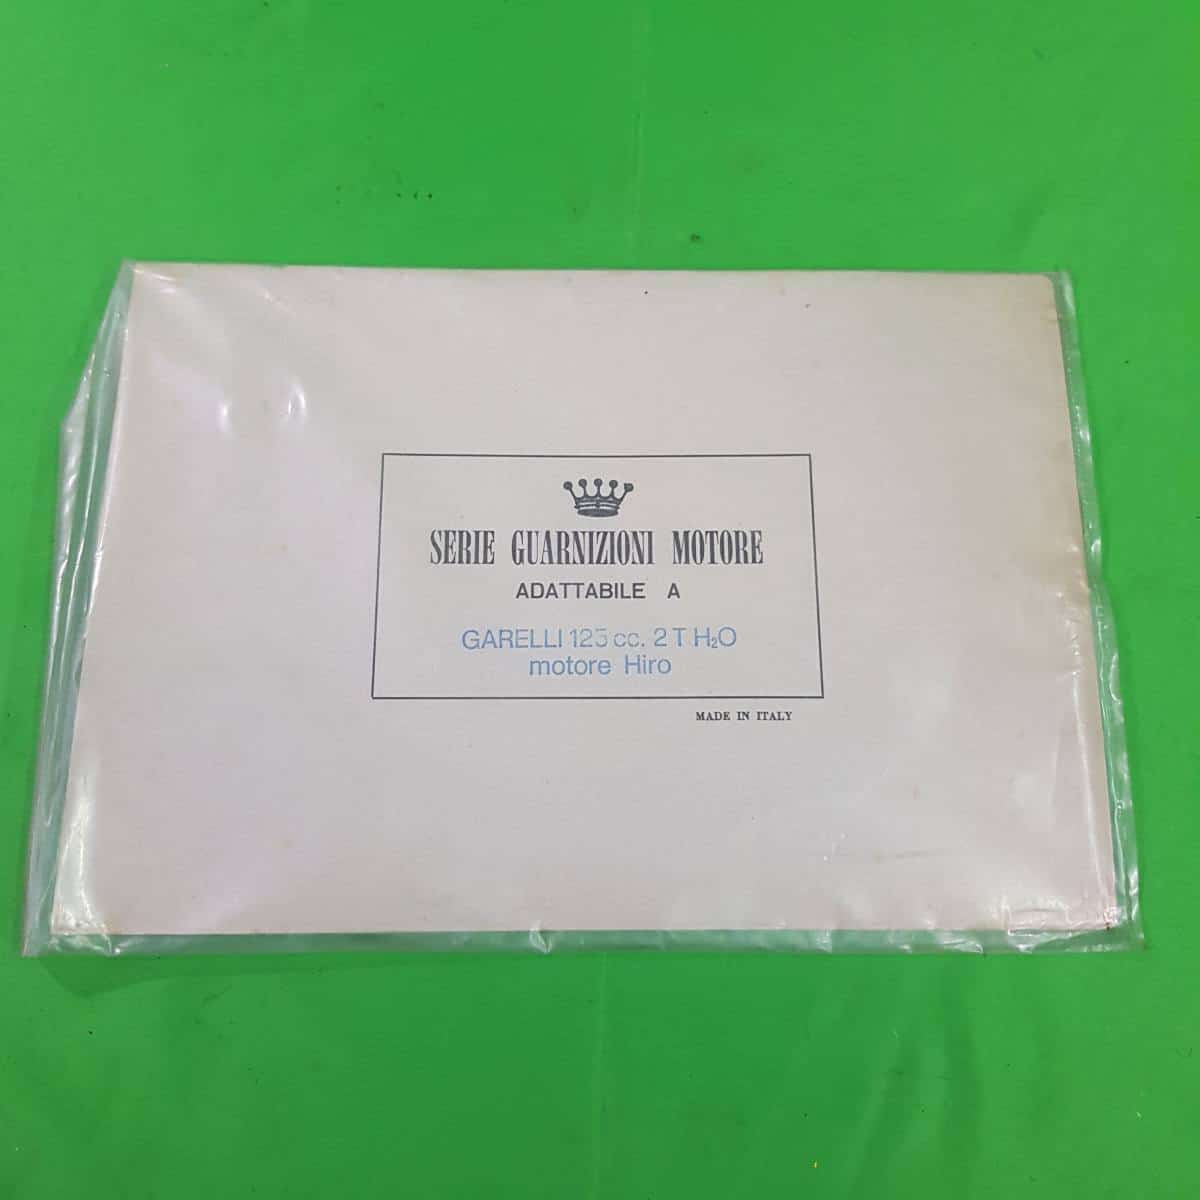 SERIE GUARNIZIONI MOTORE
ADATTABILE A
GARELLI 125 cc. 2 T H₂O
motore Hiro
MADE IN ITALY